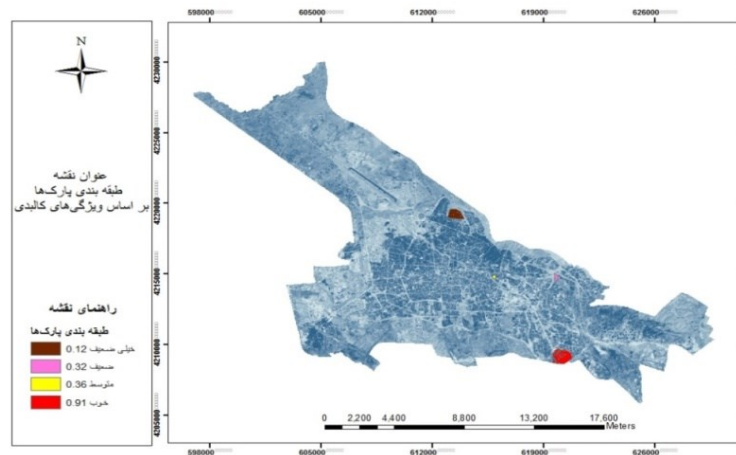 598000 605000 612000 619000 626000
N
عنوان نقشه
طبقه بندی پارک‌ها
بر اساس ویژگی‌های کالبدی
راهنمای نقشه
طبقه بندی پارک‌ها
خیلی ضعیف 0.12
ضعیف 0.32
متوسط 0.36
خوب 0.91
4230000
4225000
4220000
4215000
4210000
4205000
0 2,200 4,400 8,800 13,200 17,600
Meters
598000 605000 612000 619000 626000